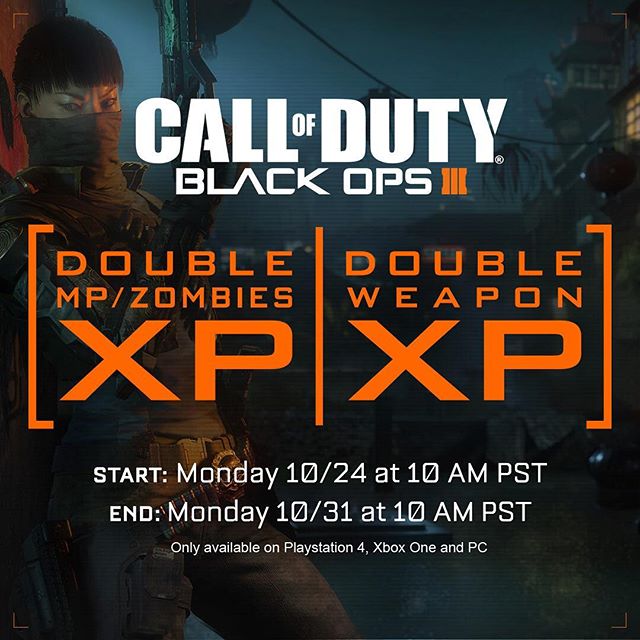 CALL OF DUTY®
BLACK OPS III
DOUBLE
MP/ZOMBIES
XP
DOUBLE
WEAPON
XP
START: Monday 10/24 at 10 AM PST
END: Monday 10/31 at 10 AM PST
Only available on Playstation 4, Xbox One and PC